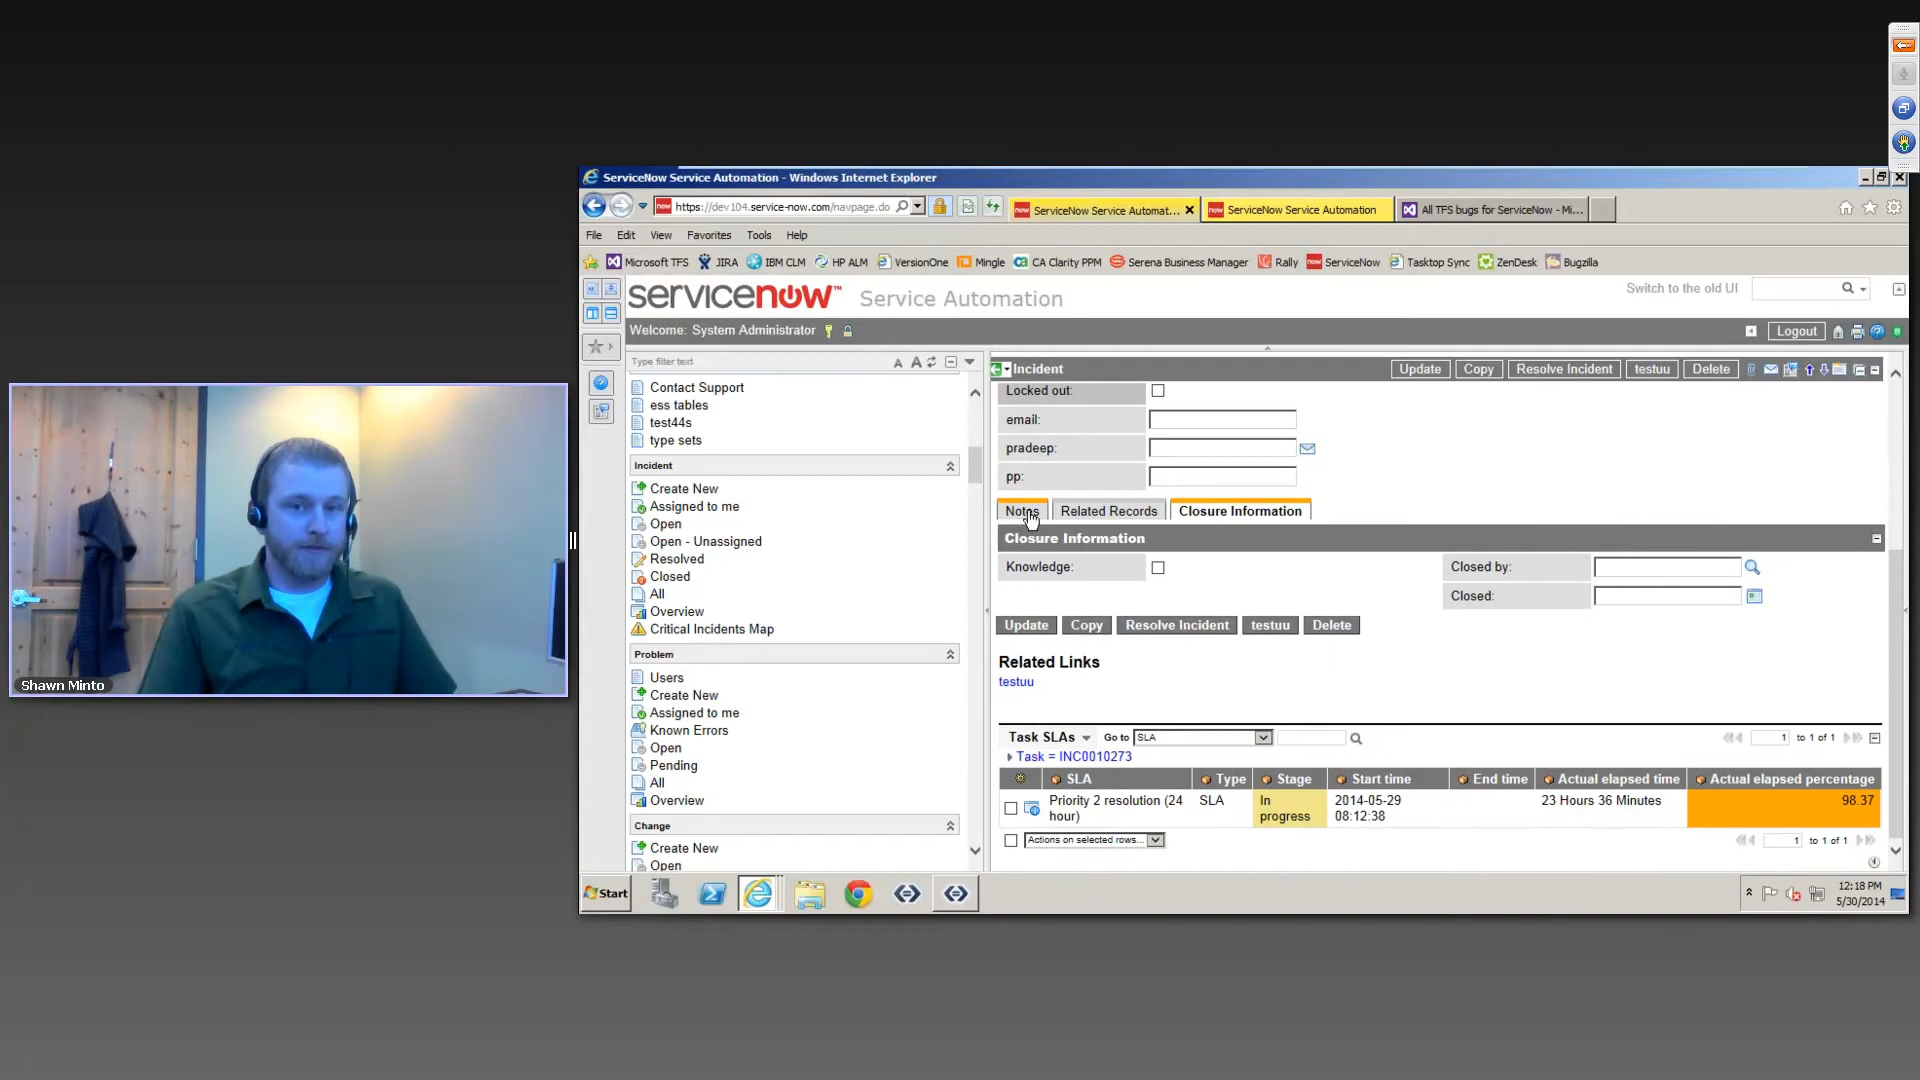 ServiceNow Service Automation - Windows Internet Explorer
https://dev104.service-now.com/navpage.do
ServiceNow Service Automat...
ServiceNow Service Automation
All TFS bugs for ServiceNow - Mi...
File Edit View Favorites Tools Help
Microsoft TFS JIRA IBM CLM HP ALM VersionOne Mingle CA Clarity PPM Serena Business Manager Rally ServiceNow Tasktop Sync ZenDesk Bugzilla
servicenow™ Service Automation
Switch to the old UI
Welcome: System Administrator
Logout
Type filter text
Contact Support
ess tables
test44s
type sets
Incident
Create New
Assigned to me
Open
Open - Unassigned
Resolved
Closed
All
Overview
Critical Incidents Map
Problem
Users
Create New
Assigned to me
Known Errors
Open
Pending
All
Overview
Change
Create New
Open
Incident
Update Copy Resolve Incident testuu Delete
Locked out:
email:
pradeep:
pp:
Notes Related Records Closure Information
Closure Information
Knowledge:
Closed by:
Closed:
Update Copy Resolve Incident testuu Delete
Related Links
testuu
Task SLAs Go to SLA
1 to 1 of 1
Task = INC0010273
SLA Type Stage Start time End time Actual elapsed time Actual elapsed percentage
Priority 2 resolution (24 hour) SLA In progress 2014-05-29 08:12:38 23 Hours 36 Minutes 98.37
Actions on selected rows...
1 to 1 of 1
Start
12:18 PM
5/30/2014
Shawn Minto